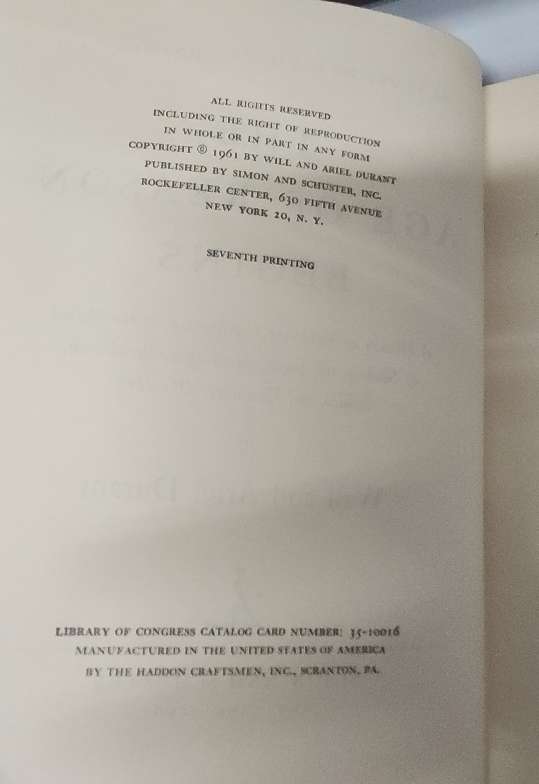 ALL RIGHTS RESERVED
INCLUDING THE RIGHT OF REPRODUCTION
IN WHOLE OR IN PART IN ANY FORM
COPYRIGHT © 1961 BY WILL AND ARIEL DURANT
PUBLISHED BY SIMON AND SCHUSTER, INC.
ROCKEFELLER CENTER, 630 FIFTH AVENUE
NEW YORK 20, N. Y.
SEVENTH PRINTING
LIBRARY OF CONGRESS CATALOG CARD NUMBER: 35-10016
MANUFACTURED IN THE UNITED STATES OF AMERICA
BY THE HADDON CRAFTSMEN, INC., SCRANTON, PA.